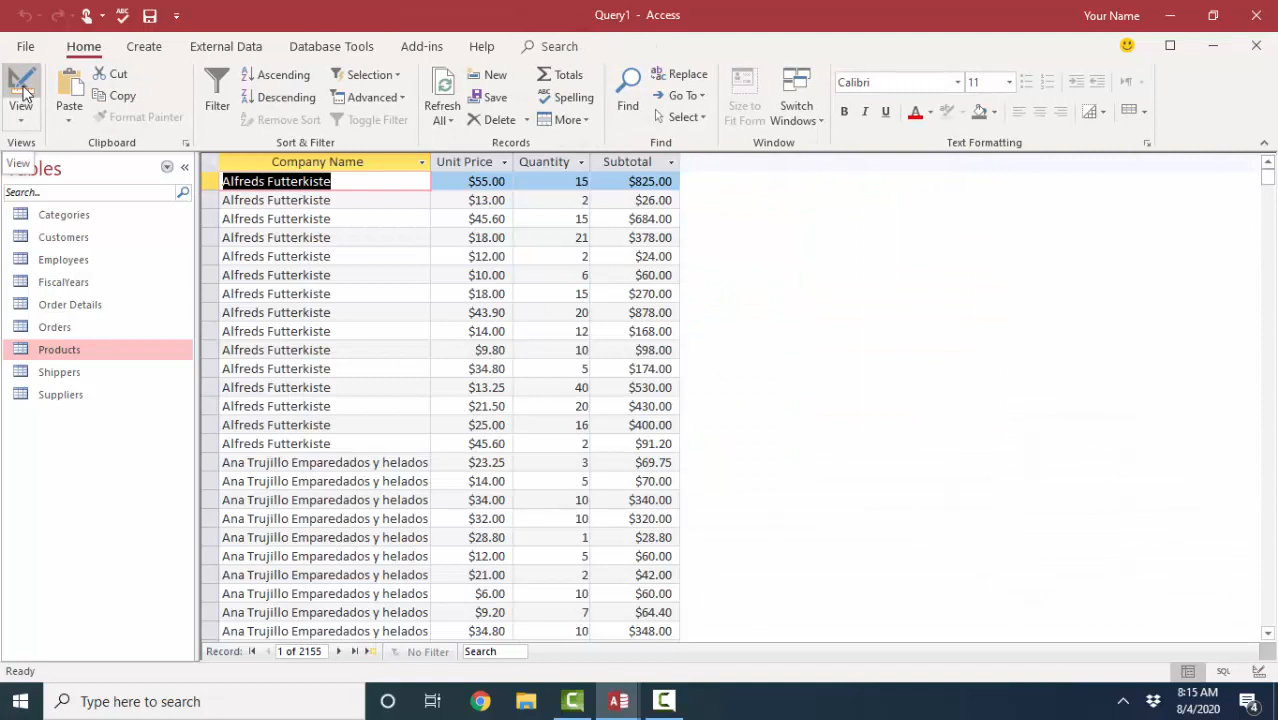 Query1 - Access
Your Name
File
Home
Create
External Data
Database Tools
Add-ins
Help
Search
View
Views
Paste
Cut
Copy
Format Painter
Clipboard
Filter
Ascending
Descending
Remove Sort
Selection
Advanced
Toggle Filter
Sort & Filter
Refresh
All
New
Save
Delete
Totals
Spelling
More
Records
Find
Replace
Go To
Select
Find
Size to
Fit Form
Switch
Windows
Window
Calibri
11
B I U A
Text Formatting
View
Search...
Categories
Customers
Employees
FiscalYears
Order Details
Orders
Products
Shippers
Suppliers
Company Name Unit Price Quantity Subtotal
Alfreds Futterkiste $55.00 15 $825.00
Alfreds Futterkiste $13.00 2 $26.00
Alfreds Futterkiste $45.60 15 $684.00
Alfreds Futterkiste $18.00 21 $378.00
Alfreds Futterkiste $12.00 2 $24.00
Alfreds Futterkiste $10.00 6 $60.00
Alfreds Futterkiste $18.00 15 $270.00
Alfreds Futterkiste $43.90 20 $878.00
Alfreds Futterkiste $14.00 12 $168.00
Alfreds Futterkiste $9.80 10 $98.00
Alfreds Futterkiste $34.80 5 $174.00
Alfreds Futterkiste $13.25 40 $530.00
Alfreds Futterkiste $21.50 20 $430.00
Alfreds Futterkiste $25.00 16 $400.00
Alfreds Futterkiste $45.60 2 $91.20
Ana Trujillo Emparedados y helados $23.25 3 $69.75
Ana Trujillo Emparedados y helados $14.00 5 $70.00
Ana Trujillo Emparedados y helados $34.00 10 $340.00
Ana Trujillo Emparedados y helados $32.00 10 $320.00
Ana Trujillo Emparedados y helados $28.80 1 $28.80
Ana Trujillo Emparedados y helados $12.00 5 $60.00
Ana Trujillo Emparedados y helados $21.00 2 $42.00
Ana Trujillo Emparedados y helados $6.00 10 $60.00
Ana Trujillo Emparedados y helados $9.20 7 $64.40
Ana Trujillo Emparedados y helados $34.80 10 $348.00
Record: 1 of 2155 No Filter Search
Ready
SQL
Type here to search
8:15 AM
8/4/2020
4